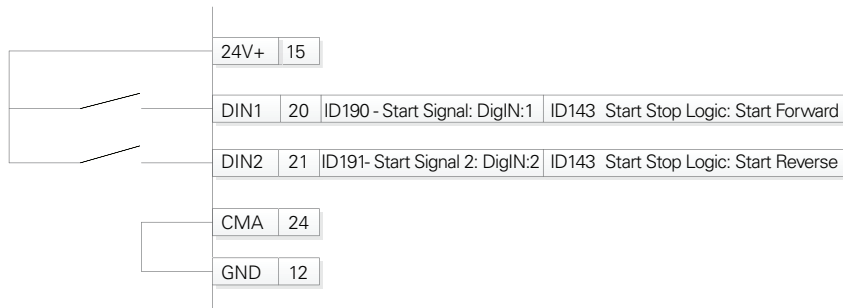 24V+ 15
DIN1 20 ID190 - Start Signal: DigIN:1 ID143 Start Stop Logic: Start Forward
DIN2 21 ID191- Start Signal 2: DigIN:2 ID143 Start Stop Logic: Start Reverse
CMA 24
GND 12